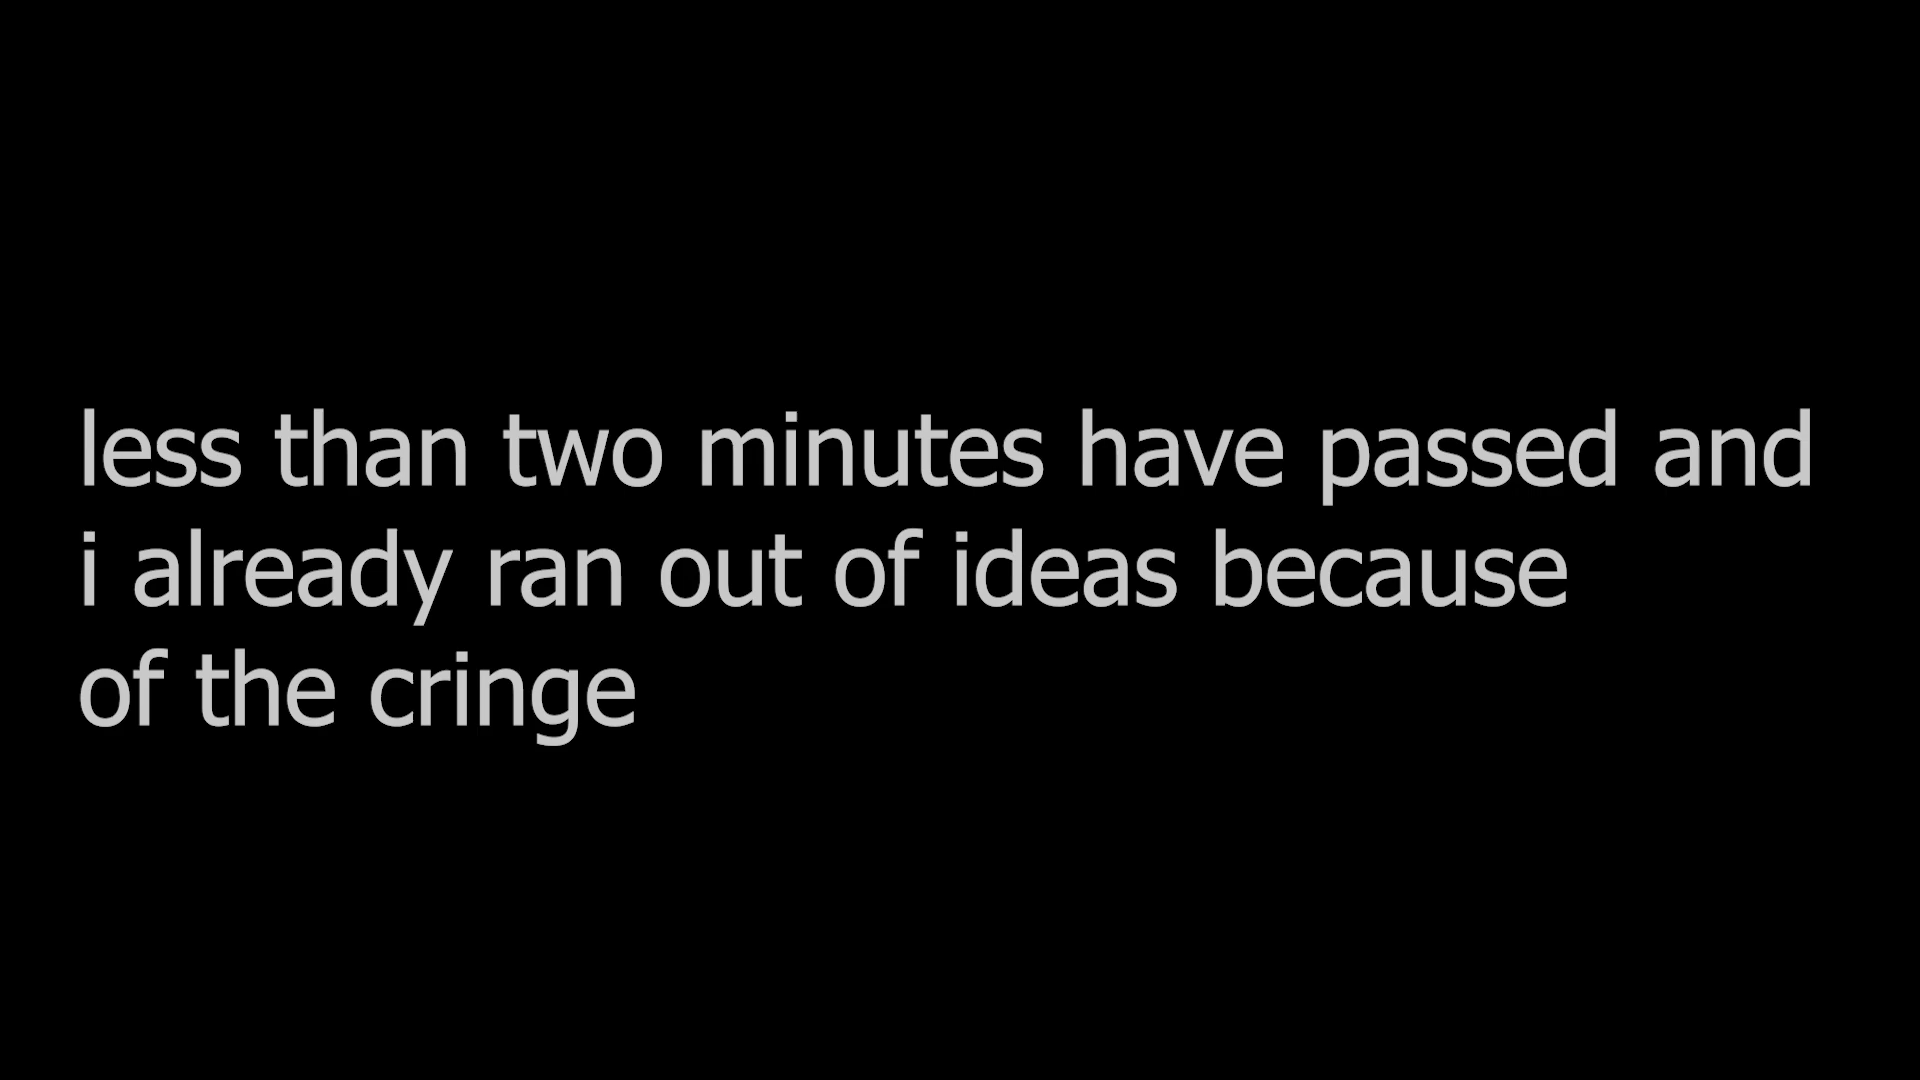 less than two minutes have passed and
i already ran out of ideas because
of the cringe